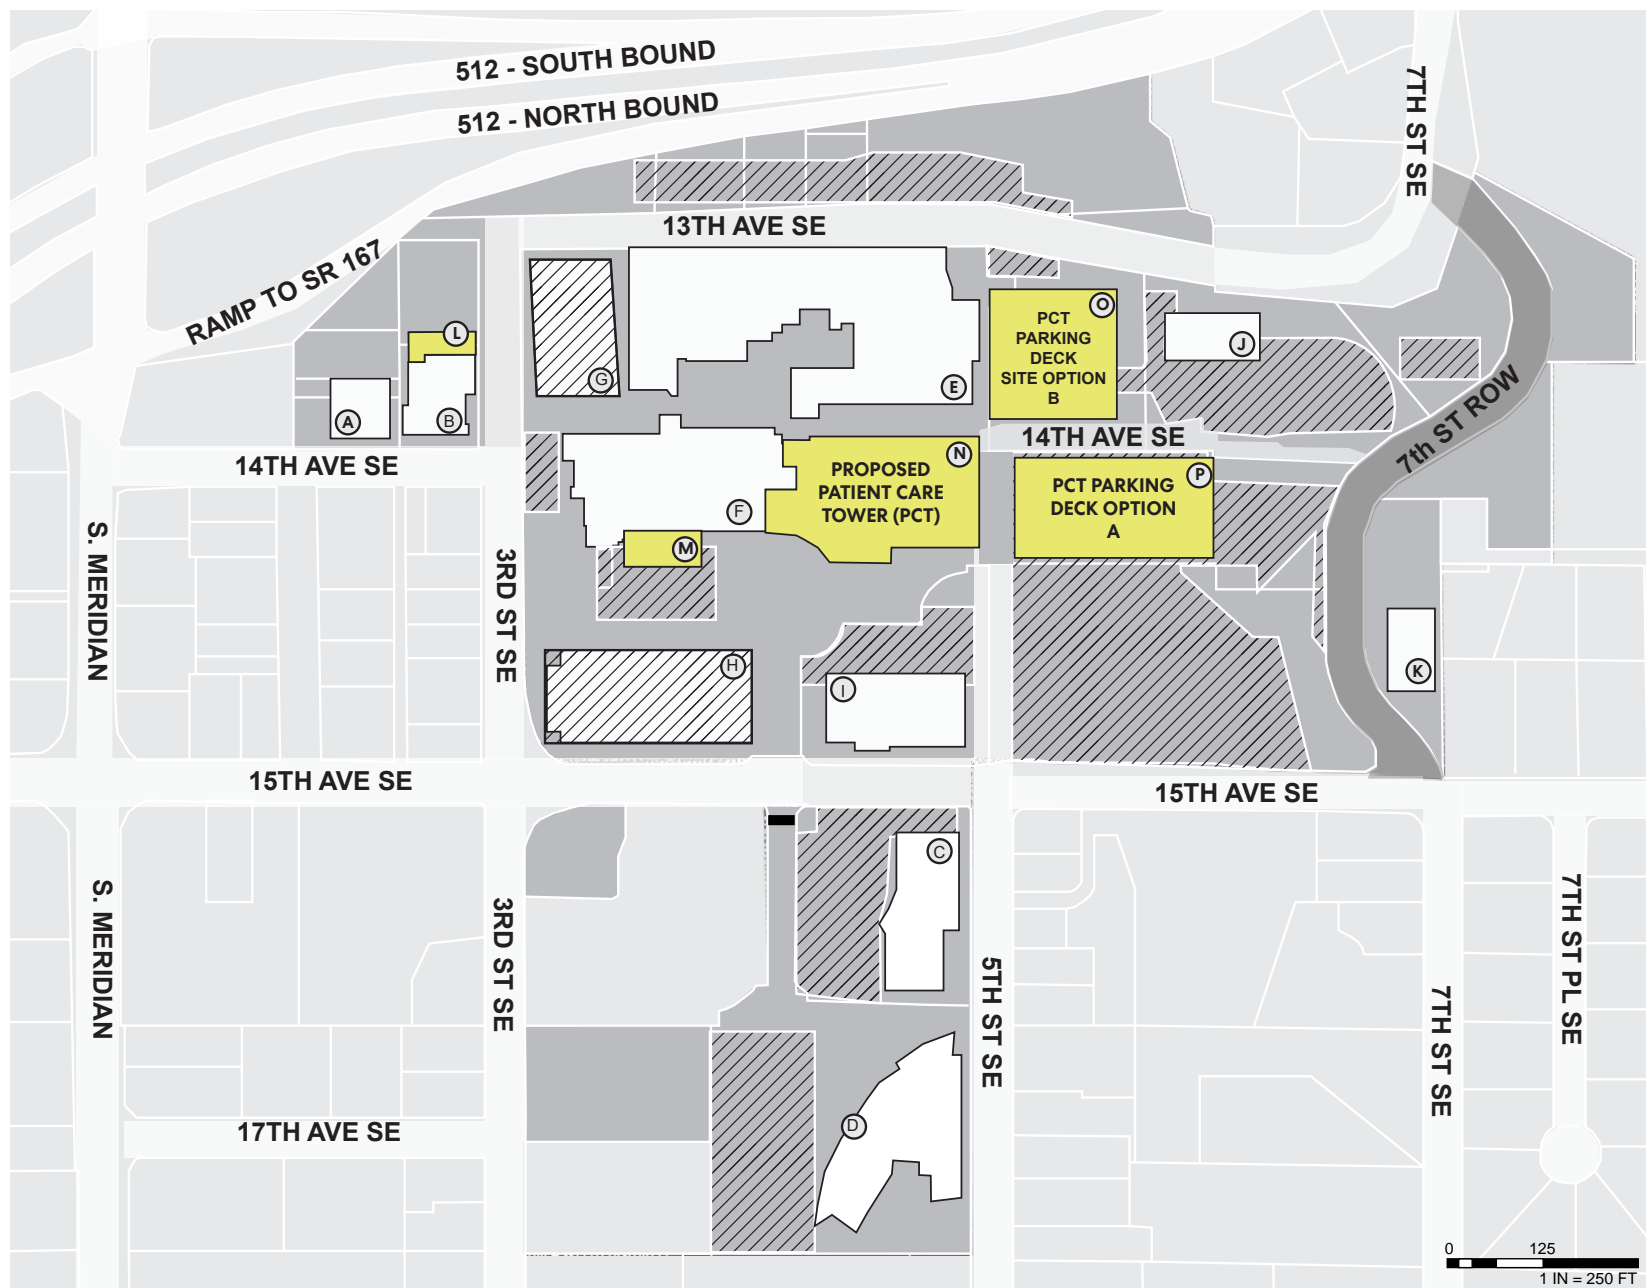 512 - SOUTH BOUND
512 - NORTH BOUND
7TH ST SE
13TH AVE SE
RAMP TO SR 167
L
A
B
G
E
O
PCT
PARKING
DECK
SITE OPTION
B
J
14TH AVE SE
14TH AVE SE
7th ST ROW
N
PROPOSED
PATIENT CARE
TOWER (PCT)
P
PCT PARKING
DECK OPTION
A
F
M
S. MERIDIAN
3RD ST SE
H
I
K
15TH AVE SE
15TH AVE SE
C
S. MERIDIAN
3RD ST SE
5TH ST SE
7TH ST SE
7TH ST PL SE
D
17TH AVE SE
0 125
1 IN = 250 FT